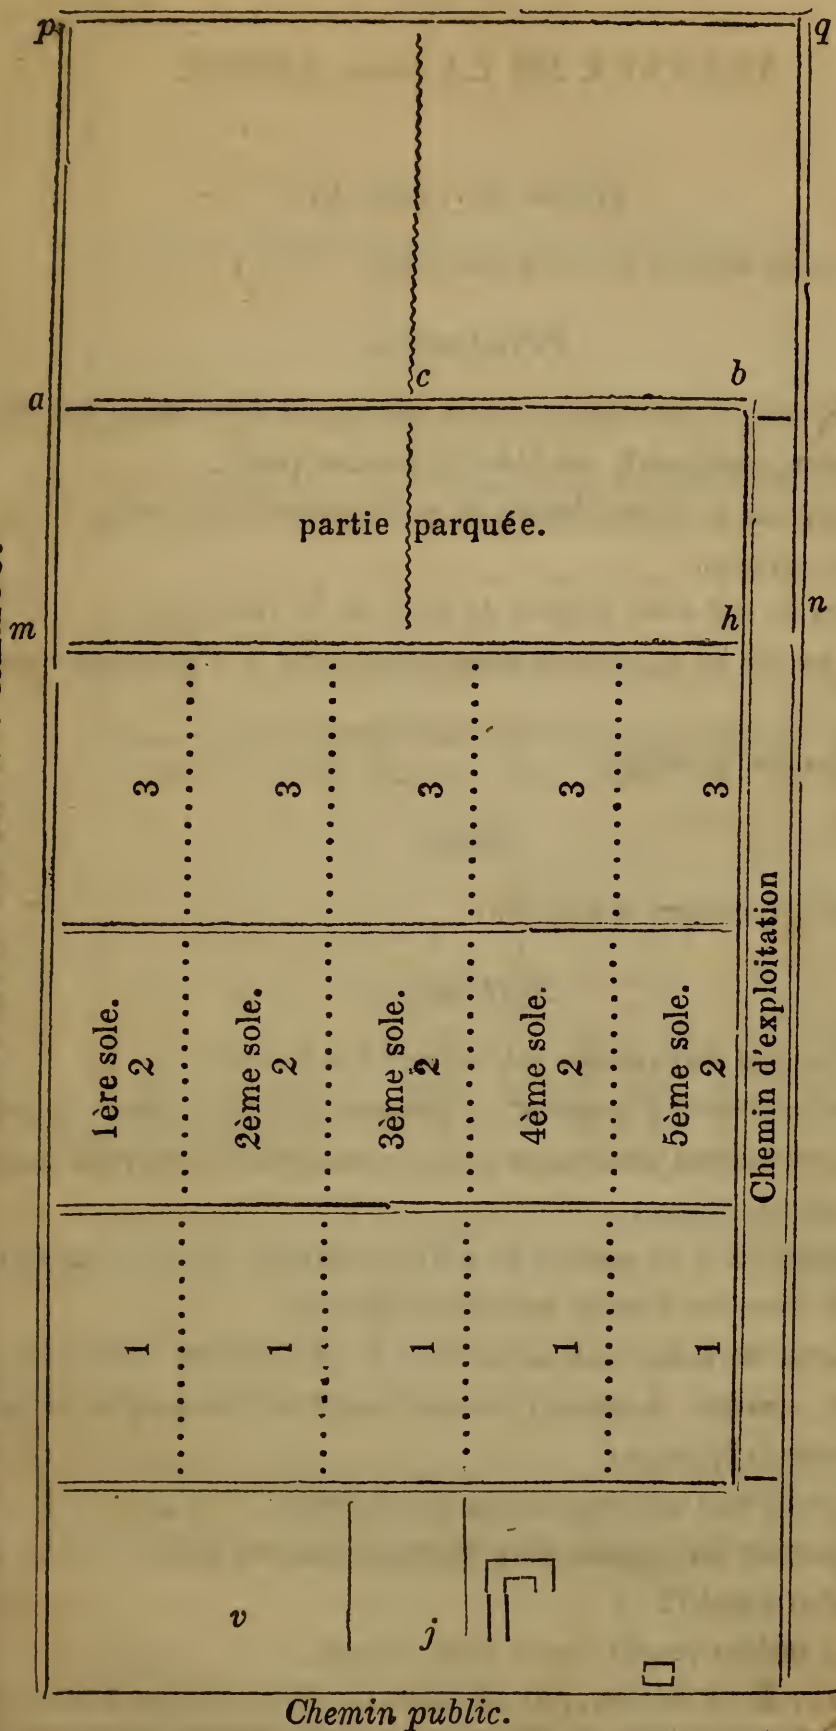 p q
c b
a
partie parquée.
m h n
3 3 3 3 3
1ère sole. 2ème sole. 3ème sole. 4ème sole. 5ème sole.
2 2 2 2 2
Chemin d'exploitation
1 1 1 1 1
v j
Chemin public.